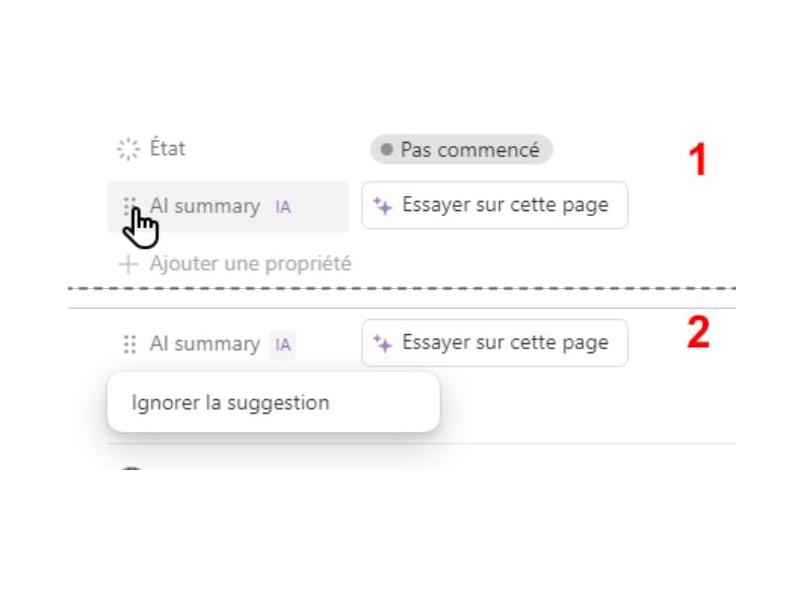 État Pas commencé 1
AI summary IA Essayer sur cette page
Ajouter une propriété
AI summary IA Essayer sur cette page 2
Ignorer la suggestion